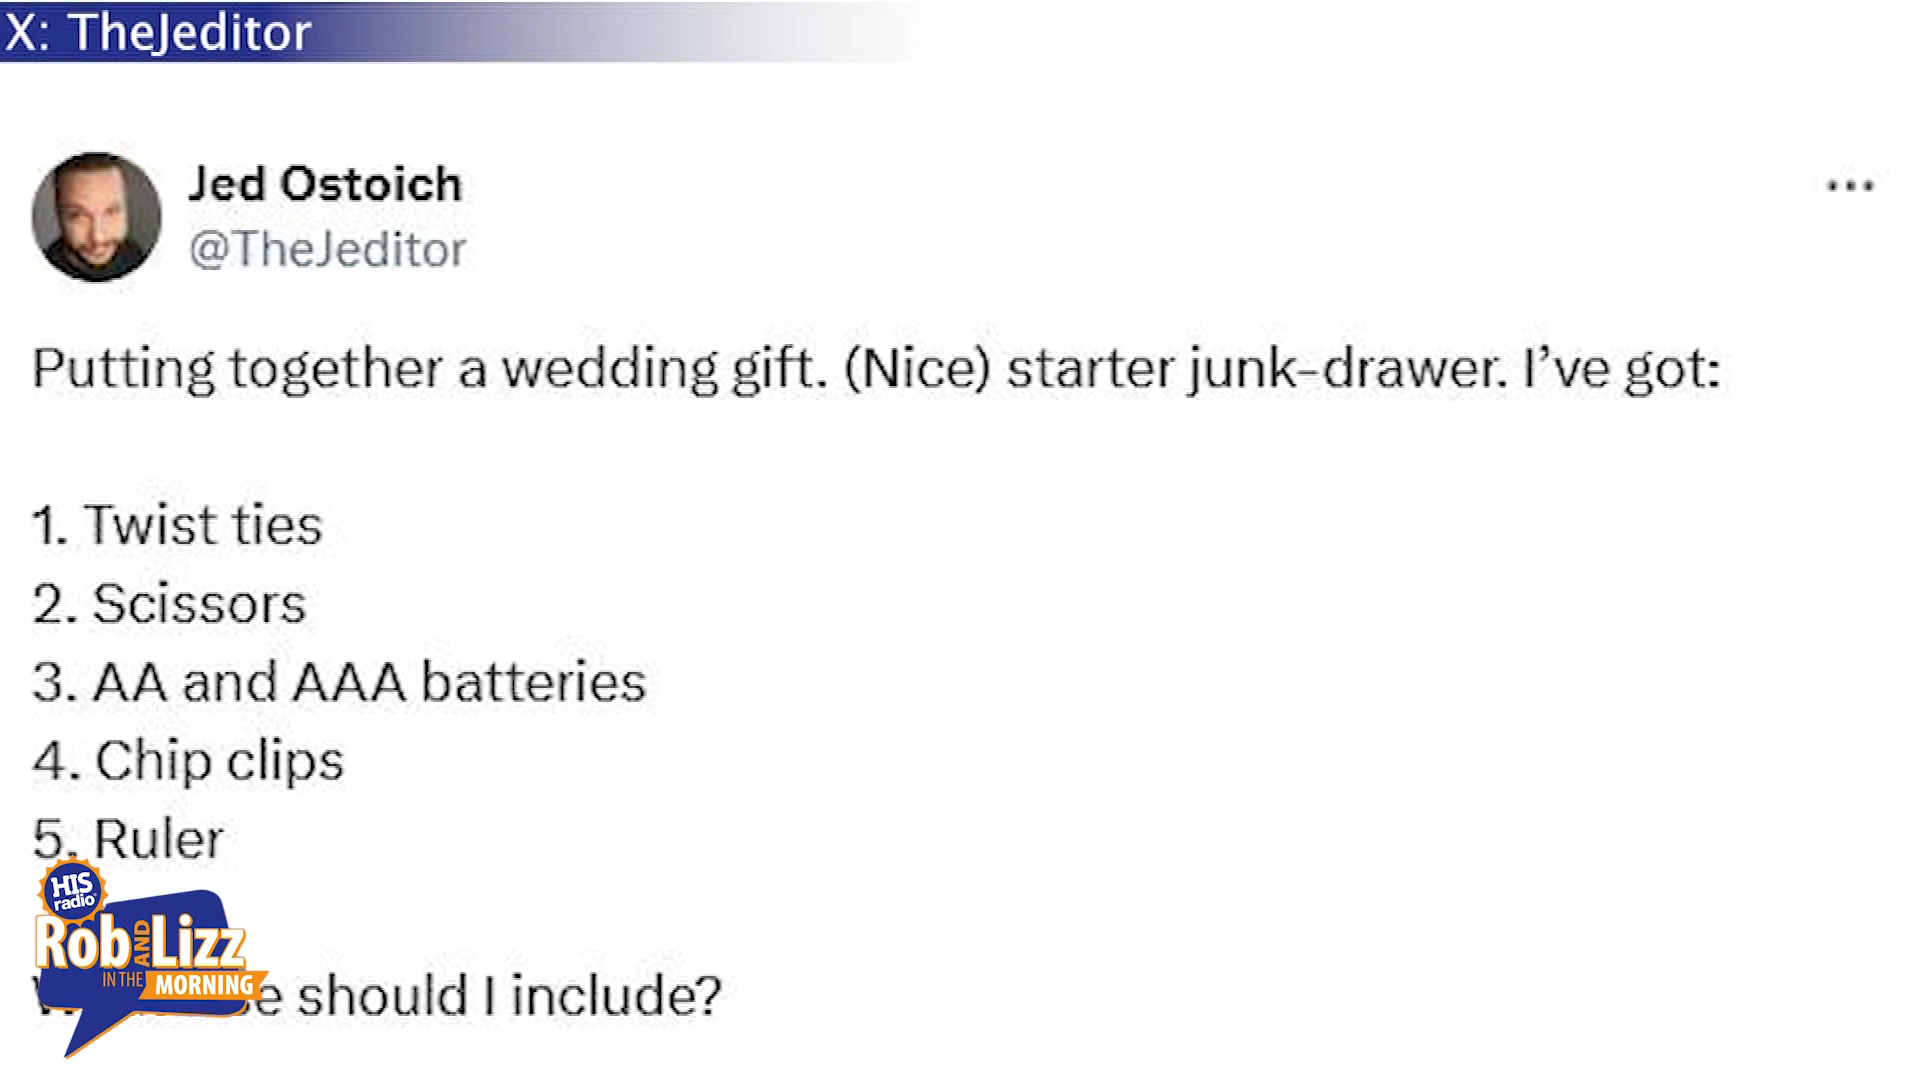 X: TheJeditor
Jed Ostoich
@TheJeditor
Putting together a wedding gift. (Nice) starter junk-drawer. I’ve got:
1. Twist ties
2. Scissors
3. AA and AAA batteries
4. Chip clips
5. Ruler
should I include?
HIS
radio
Rob AND Lizz
IN THE MORNING